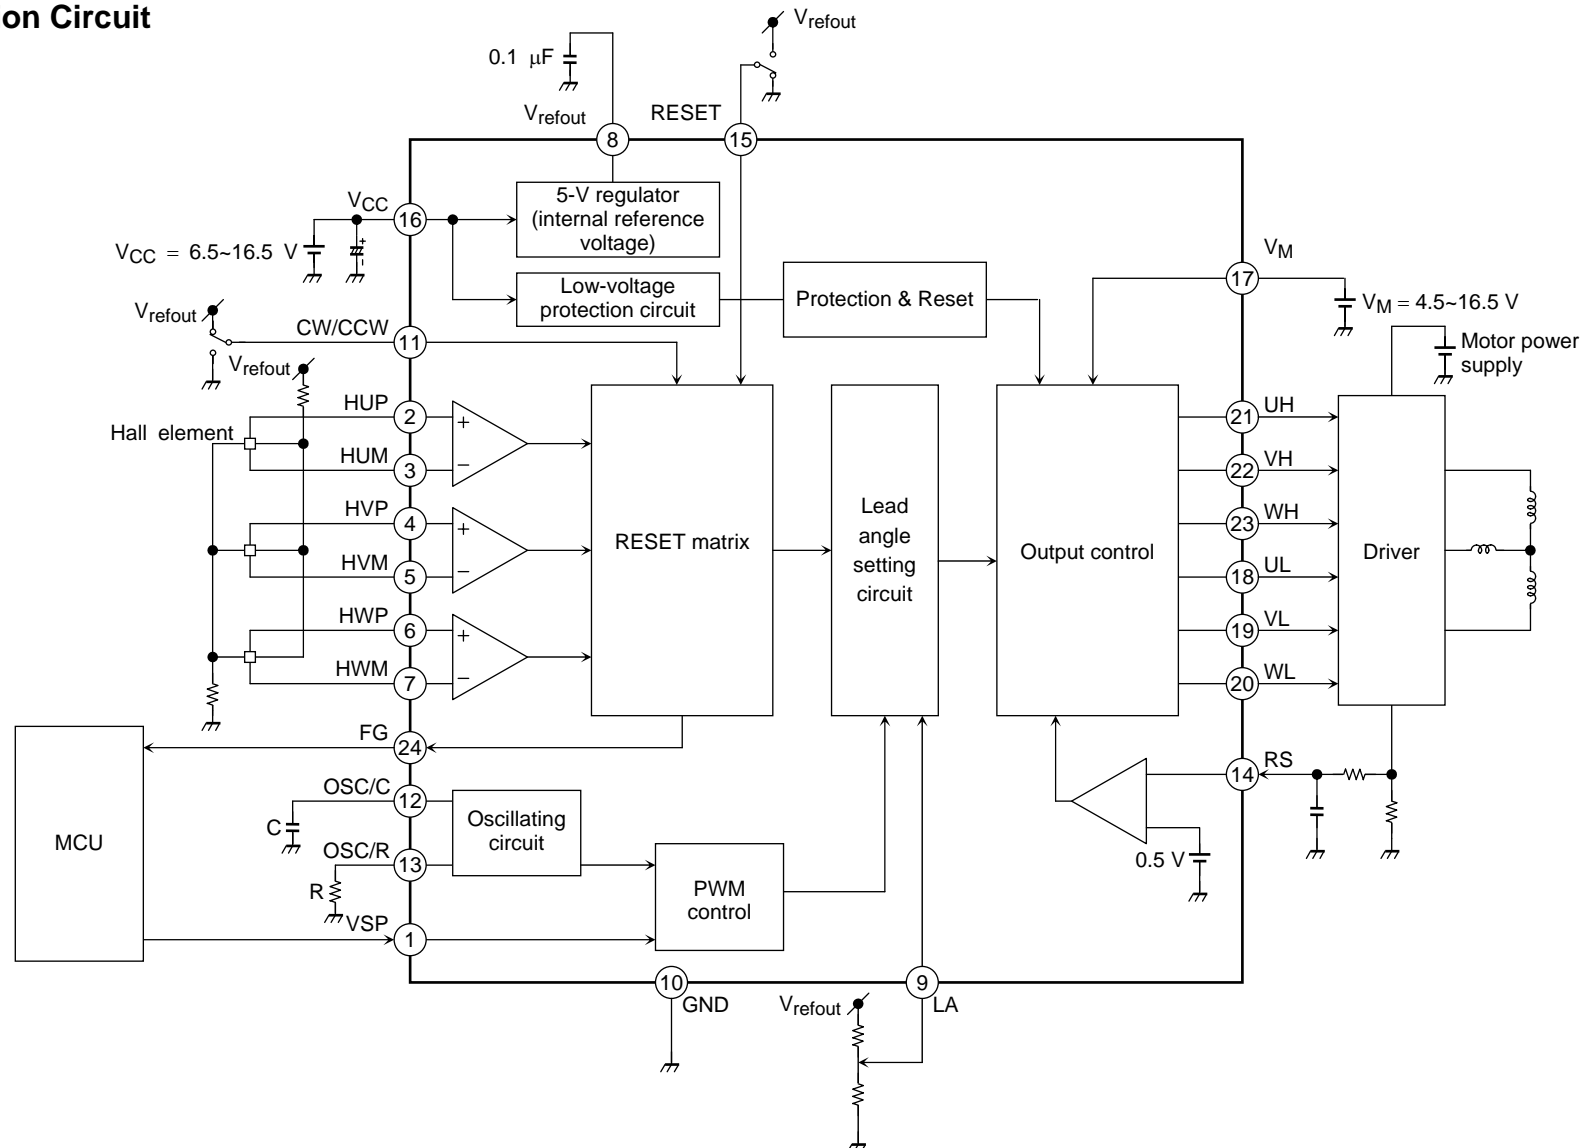 on Circuit
Vrefout
0.1 μF
Vrefout
RESET
8
15
VCC
16
5-V regulator
(internal reference
voltage)
VCC = 6.5~16.5 V
+
-
VM
17
Low-voltage
protection circuit
Protection & Reset
VM = 4.5~16.5 V
Vrefout
CW/CCW
11
Motor power
supply
Vrefout
HUP
2
+
Hall element
HUM
3
−
HVP
4
+
HVM
5
−
HWP
6
+
HWM
7
−
RESET matrix
Lead
angle
setting
circuit
Output control
21
UH
22
VH
23
WH
18
UL
19
VL
20
WL
Driver
FG
24
14
RS
OSC/C
12
C
Oscillating
circuit
MCU
OSC/R
13
R
0.5 V
PWM
control
VSP
1
10
GND
9
LA
Vrefout